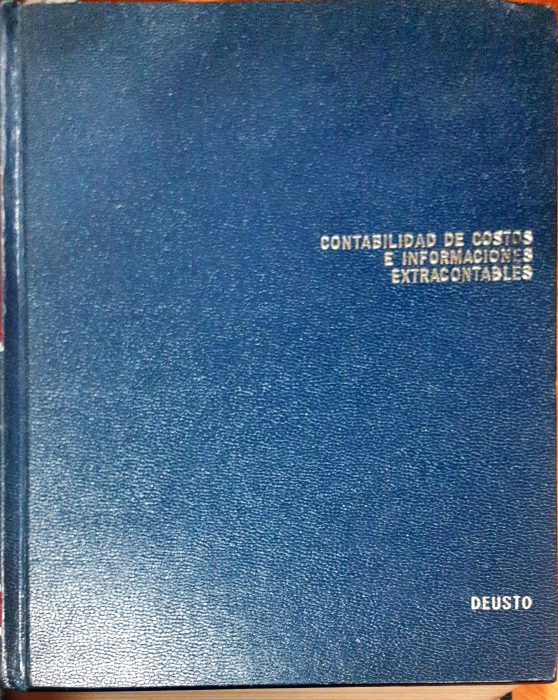 CONTABILIDAD DE COSTOS
E INFORMACIONES
EXTRACONTABLES
DEUSTO